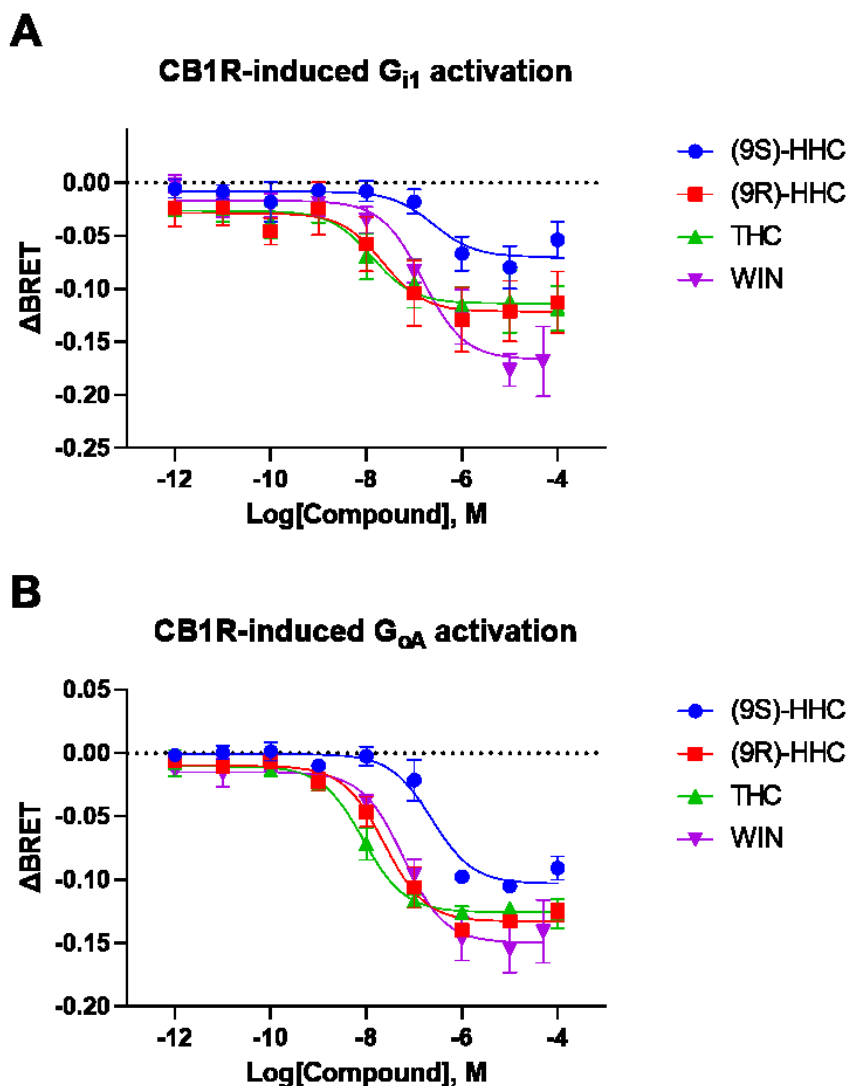 A
CB1R-induced Gi1 activation
0.00
-0.05
-0.10
-0.15
-0.20
-0.25
ΔBRET
-12
-10
-8
-6
-4
Log[Compound], M
(9S)-HHC
(9R)-HHC
THC
WIN
B
CB1R-induced GoA activation
0.05
0.00
-0.05
-0.10
-0.15
-0.20
ΔBRET
-12
-10
-8
-6
-4
Log[Compound], M
(9S)-HHC
(9R)-HHC
THC
WIN